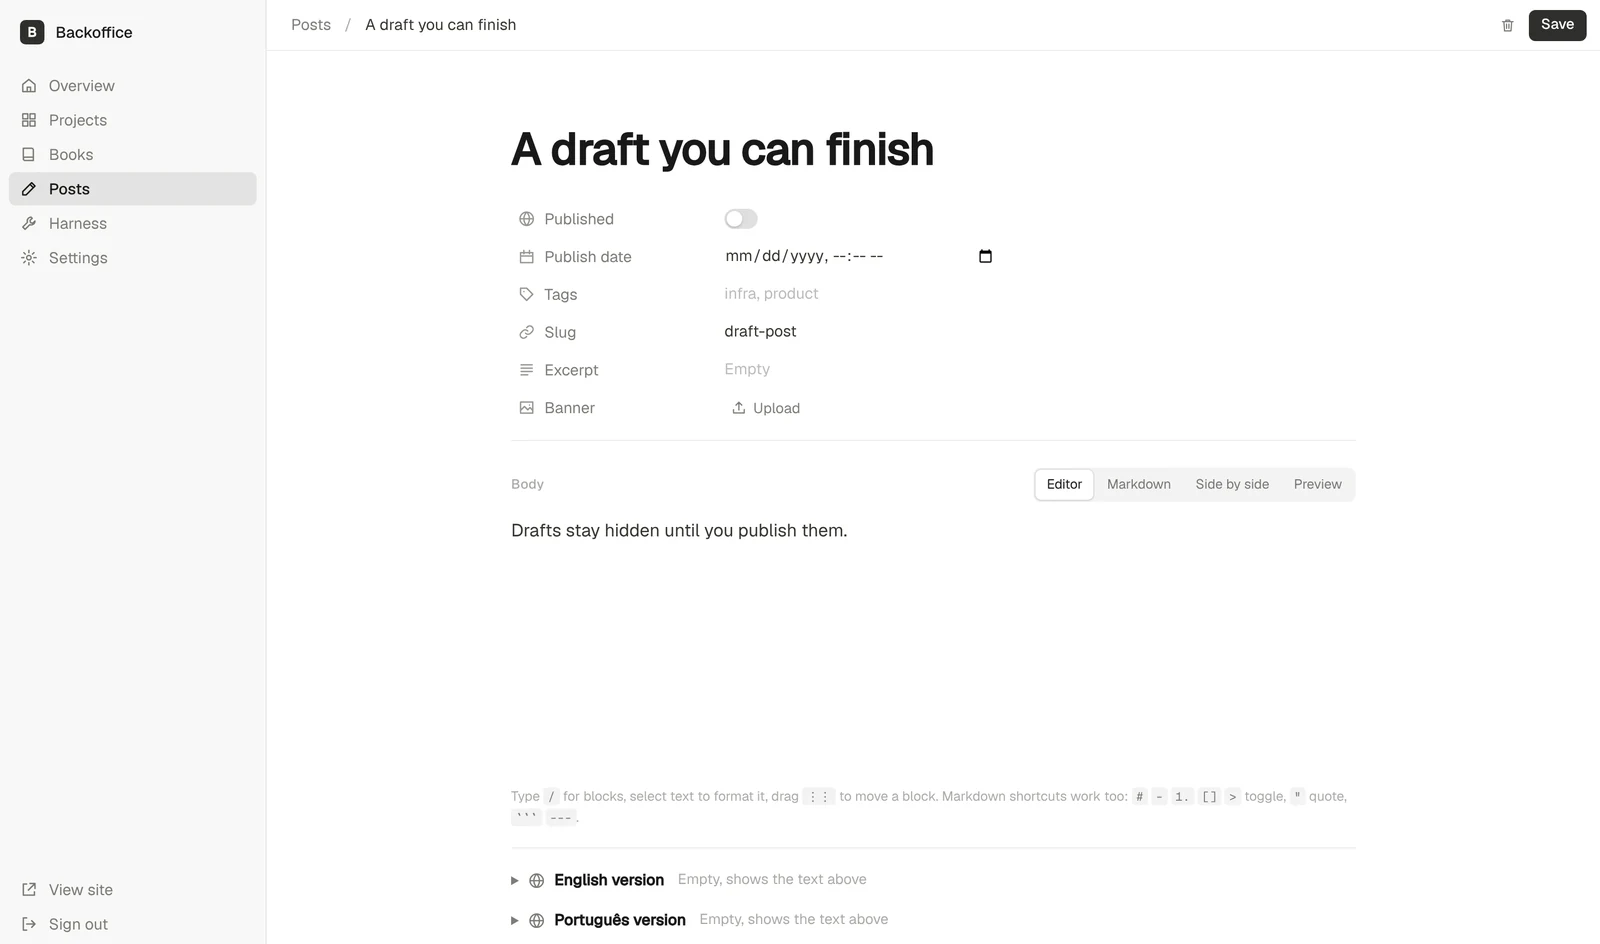 B Backoffice
Overview
Projects
Books
Posts
Harness
Settings
View site
Sign out
Posts / A draft you can finish
Save
A draft you can finish
Published
Publish date mm/dd/yyyy, --:-- --
Tags infra, product
Slug draft-post
Excerpt Empty
Banner Upload
Body Editor Markdown Side by side Preview
Drafts stay hidden until you publish them.
Type / for blocks, select text to format it, drag ⋮⋮ to move a block. Markdown shortcuts work too: # - 1. [] > toggle, " quote,
``` ---.
English version Empty, shows the text above
Português version Empty, shows the text above